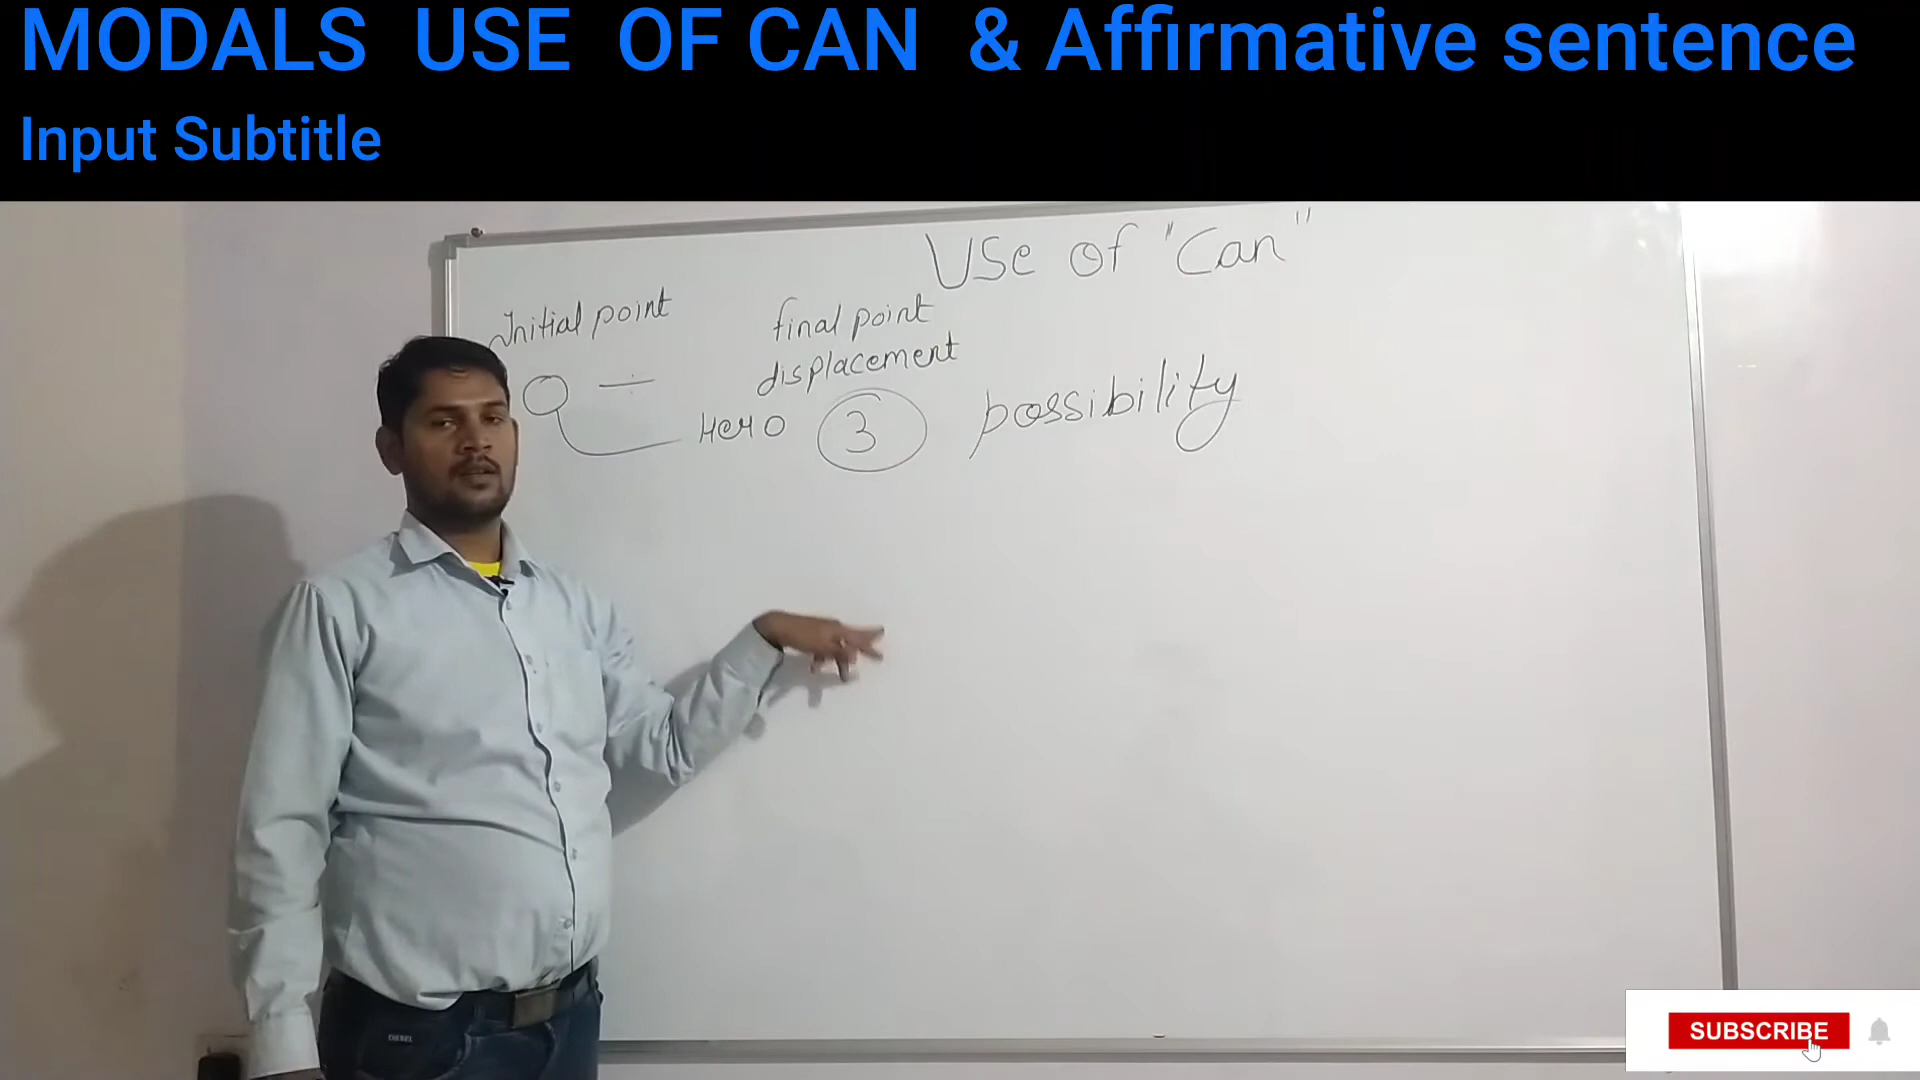 MODALS USE OF CAN & Affirmative sentence
Input Subtitle
Use of "Can"
Initial point
final point
displacement
Hero 3 possibility
DIESEL
SUBSCRIBE